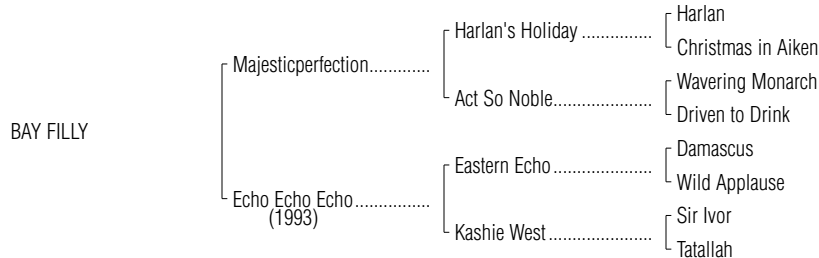 Harlan
Harlan's Holiday ...............
Christmas in Aiken
Majesticperfection.............
Wavering Monarch
Act So Noble.....................
Driven to Drink
BAY FILLY
Damascus
Eastern Echo .....................
Wild Applause
Echo Echo Echo ................
(1993)
Sir Ivor
Kashie West ......................
Tatallah